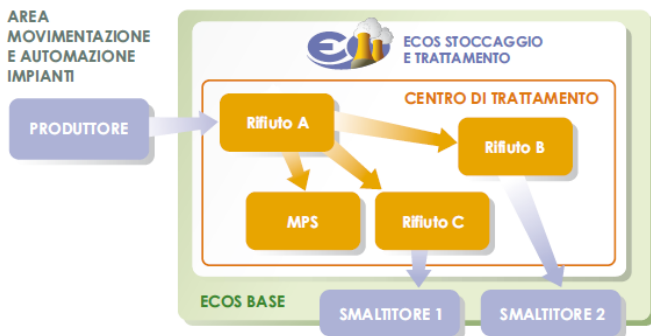 AREA
MOVIMENTAZIONE
E AUTOMAZIONE
IMPIANTI
ECOS STOCCAGGIO
E TRATTAMENTO
CENTRO DI TRATTAMENTO
PRODUTTORE
Rifiuto A
Rifiuto B
MPS
Rifiuto C
ECOS BASE
SMALTITORE 1
SMALTITORE 2